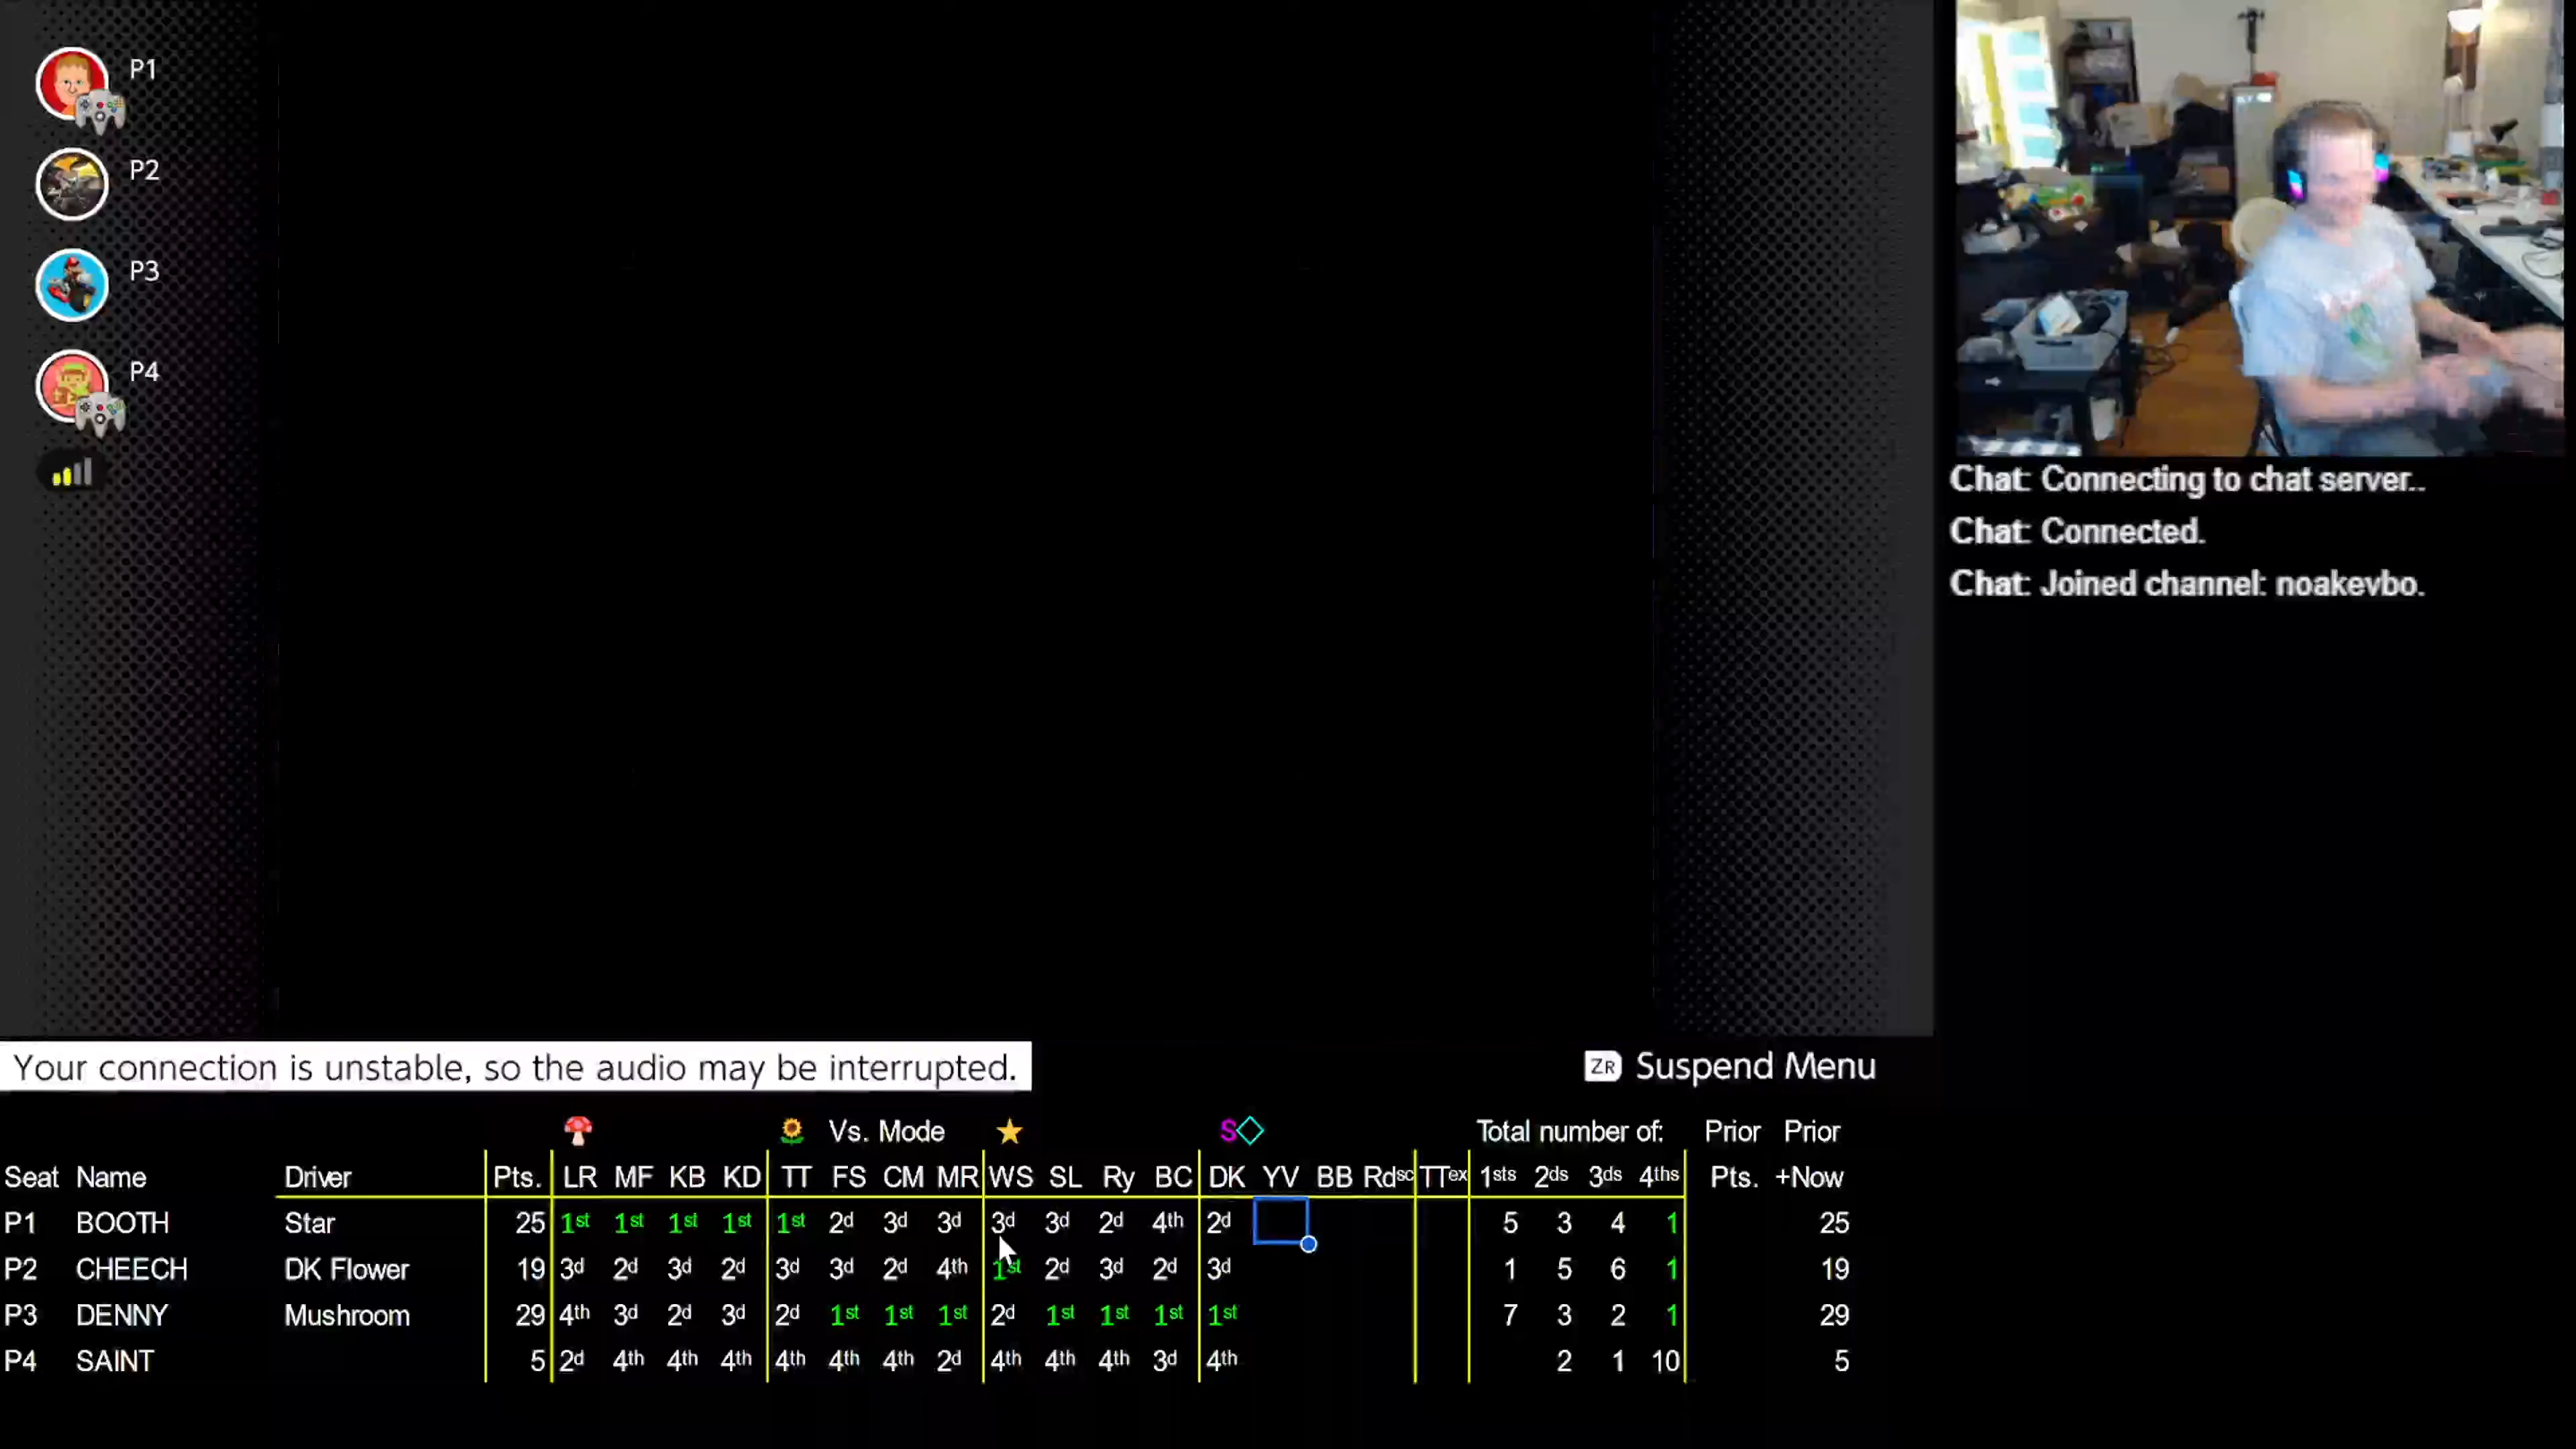 P1
P2
P3
P4
Chat: Connecting to chat server..
Chat: Connected.
Chat: Joined channel: noakevbo.
Your connection is unstable, so the audio may be interrupted.
ZR Suspend Menu
Vs. Mode S Total number of: Prior Prior
Seat Name Driver Pts. LR MF KB KD TT FS CM MR WS SL Ry BC DK YV BB Rdsc TTex 1sts 2ds 3ds 4ths Pts. +Now
P1 BOOTH Star 25 1st 1st 1st 1st 1st 2d 3d 3d 3d 3d 2d 4th 2d 5 3 4 1 25
P2 CHEECH DK Flower 19 3d 2d 3d 2d 3d 3d 2d 4th 1st 2d 3d 2d 3d 1 5 6 1 19
P3 DENNY Mushroom 29 4th 3d 2d 3d 2d 1st 1st 1st 2d 1st 1st 1st 1st 7 3 2 1 29
P4 SAINT 5 2d 4th 4th 4th 4th 4th 4th 2d 4th 4th 4th 3d 4th 2 1 10 5